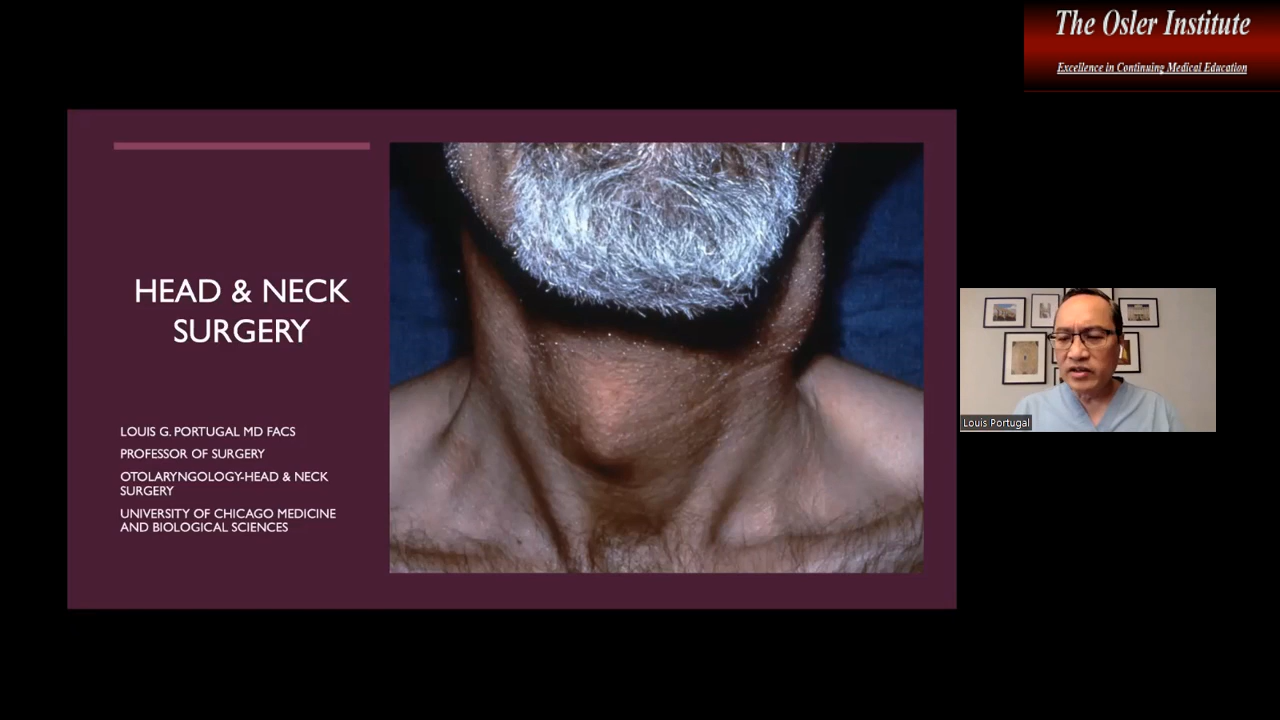 The Osler Institute
Excellence in Continuing Medical Education
HEAD & NECK
SURGERY
LOUIS G. PORTUGAL MD FACS
PROFESSOR OF SURGERY
OTOLARYNGOLOGY-HEAD & NECK
SURGERY
UNIVERSITY OF CHICAGO MEDICINE
AND BIOLOGICAL SCIENCES
Louis Portugal